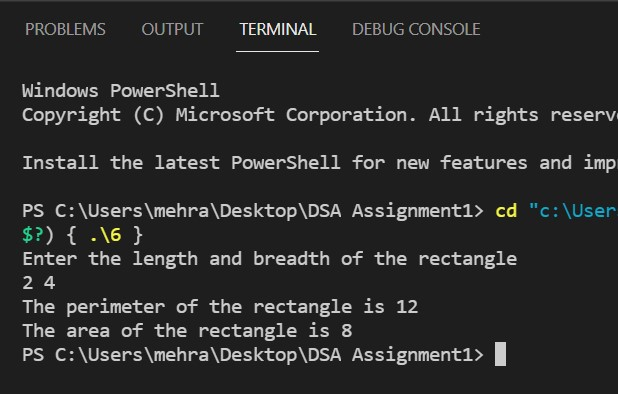 PROBLEMS OUTPUT TERMINAL DEBUG CONSOLE
Windows PowerShell
Copyright (C) Microsoft Corporation. All rights
Install the latest PowerShell for new features and
PS C:\Users\mehra\Desktop\DSA Assignment1> cd "c:\User
$?) { .\6 }
Enter the length and breadth of the rectangle
2 4
The perimeter of the rectangle is 12
The area of the rectangle is 8
PS C:\Users\mehra\Desktop\DSA Assignment1>